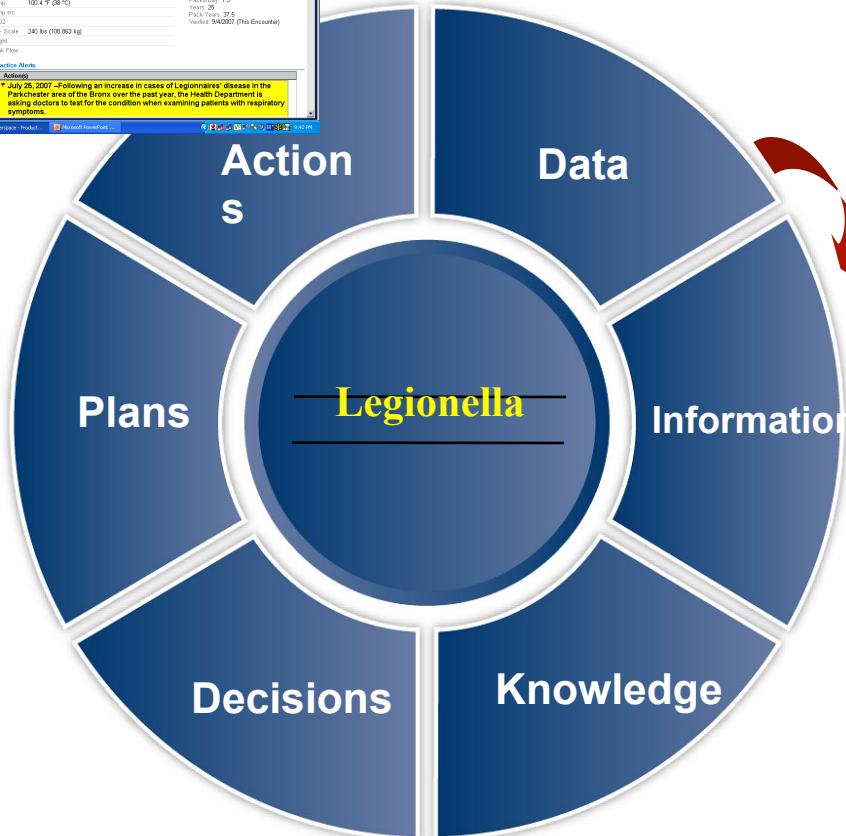 100.4 °F (38 °C)
Years: 25
Pack-Years: 37.5
Verified: 9/4/2007 (This Encounter)
Scale 240 lbs (108.863 kg)
Flow
Alerts
Action(s)
July 25, 2007 –Following an increase in cases of Legionnaires' disease in the
Parkchester area of the Bronx over the past year, the Health Department is
asking doctors to test for the condition when examining patients with respiratory
symptoms.
Microsoft PowerPoint ...
9:42 PM
Action
s
Data
Plans
Legionella
Information
Decisions
Knowledge